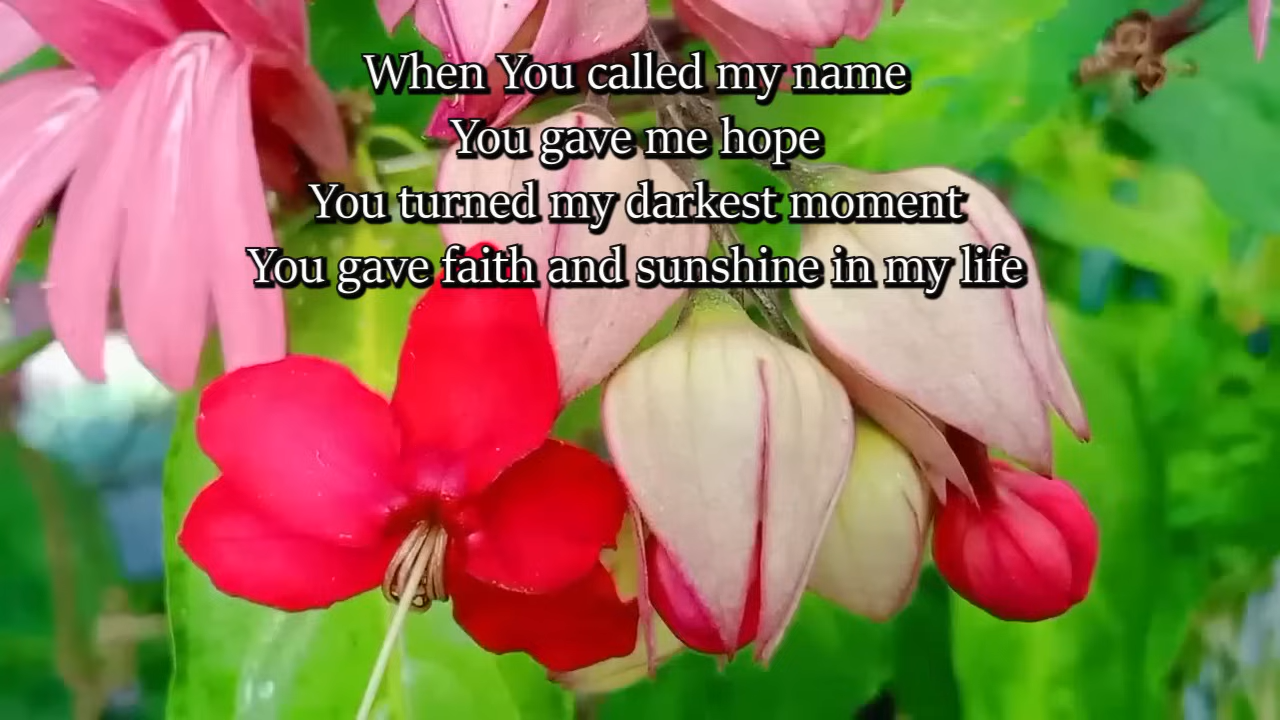 When You called my name
You gave me hope
You turned my darkest moment
You gave faith and sunshine in my life